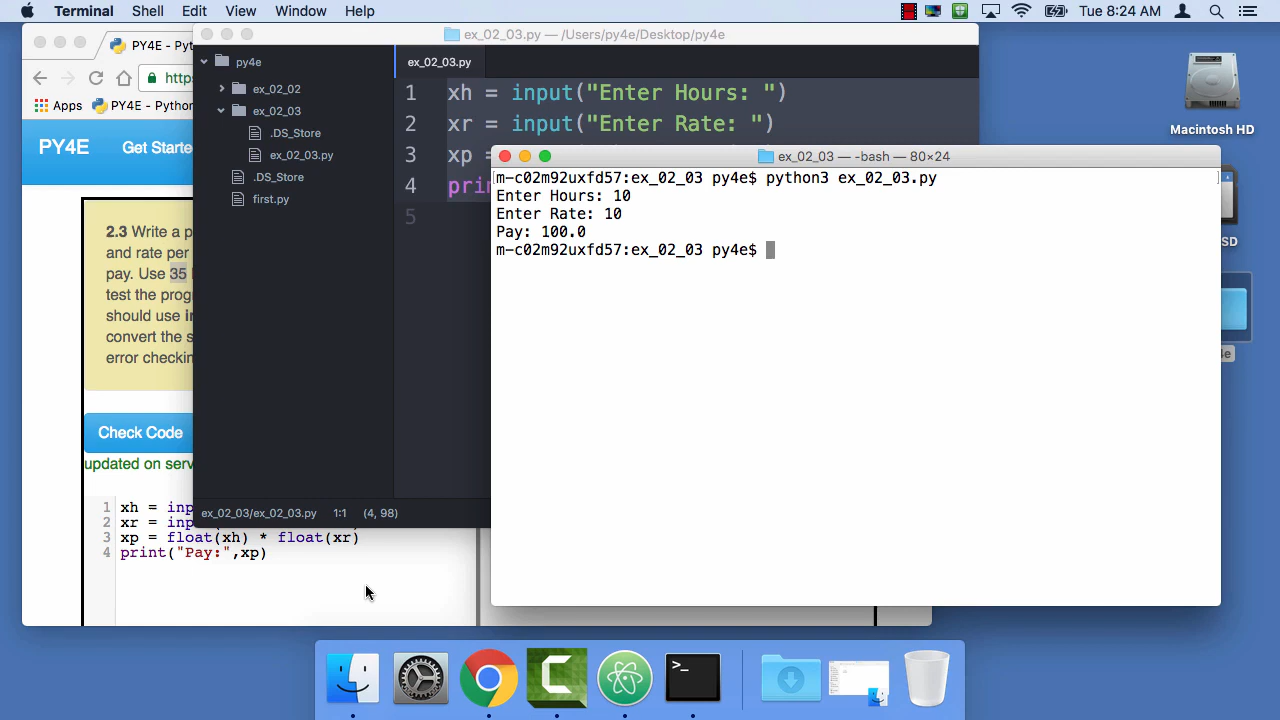 Terminal Shell Edit View Window Help Tue 8:24 AM
PY4E - Pyt
https
Apps PY4E - Python
PY4E Get Starte
2.3 Write a p
and rate per
pay. Use 35
test the prog
should use i
convert the s
error checkin
Check Code
updated on serv
1 xh = inp
2 xr = inp
3 xp = float(xh) * float(xr)
4 print("Pay:",xp)
ex_02_03.py — /Users/py4e/Desktop/py4e
py4e
ex_02_02
ex_02_03
.DS_Store
ex_02_03.py
.DS_Store
first.py
ex_02_03.py
1 xh = input("Enter Hours: ")
2 xr = input("Enter Rate: ")
3 xp =
4 prin
5
ex_02_03/ex_02_03.py 1:1 (4, 98)
ex_02_03 — -bash — 80×24
m-c02m92uxfd57:ex_02_03 py4e$ python3 ex_02_03.py
Enter Hours: 10
Enter Rate: 10
Pay: 100.0
m-c02m92uxfd57:ex_02_03 py4e$
Macintosh HD
SD
4e